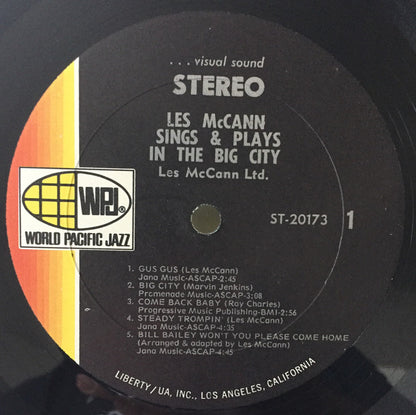 ...visual sound
STEREO
LES McCANN
SINGS & PLAYS
IN THE BIG CITY
Les McCann Ltd.
WPJ®
WORLD PACIFIC JAZZ
ST-20173 1
1. GUS GUS (Les McCann)
Jana Music-ASCAP-2:45
2. BIG CITY (Marvin Jenkins)
Promenade Music-ASCAP-3:08
3. COME BACK BABY (Ray Charles)
Progressive Music Publishing-BMI-2:56
4. STEADY TROMPIN' (Les McCann)
Jana Music-ASCAP-4:35
5. BILL BAILEY WON'T YOU PLEASE COME HOME
(Arranged & adapted by Les McCann)
Jana Music-ASCAP-4:45
LIBERTY/UA, INC., LOS ANGELES, CALIFORNIA